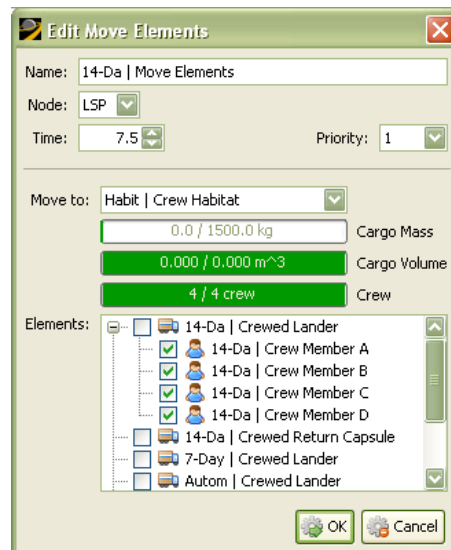 Edit Move Elements
Name: 14-Da | Move Elements
Node: LSP
Time: 7.5 Priority: 1
Move to: Habit | Crew Habitat
0.0 / 1500.0 kg Cargo Mass
0.000 / 0.000 m^3 Cargo Volume
4 / 4 crew Crew
Elements: 14-Da | Crewed Lander
14-Da | Crew Member A
14-Da | Crew Member B
14-Da | Crew Member C
14-Da | Crew Member D
14-Da | Crewed Return Capsule
7-Day | Crewed Lander
Autom | Crewed Lander
OK Cancel